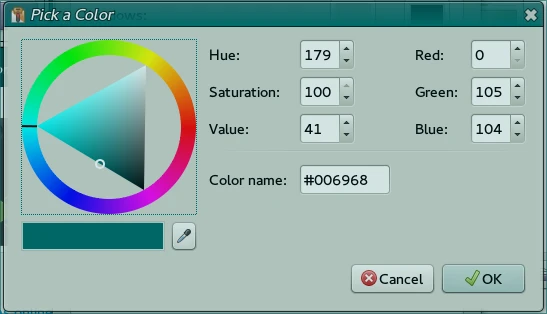 Pick a Color
Hue: 179 Red: 0
Saturation: 100 Green: 105
Value: 41 Blue: 104
Color name: #006968
Cancel OK